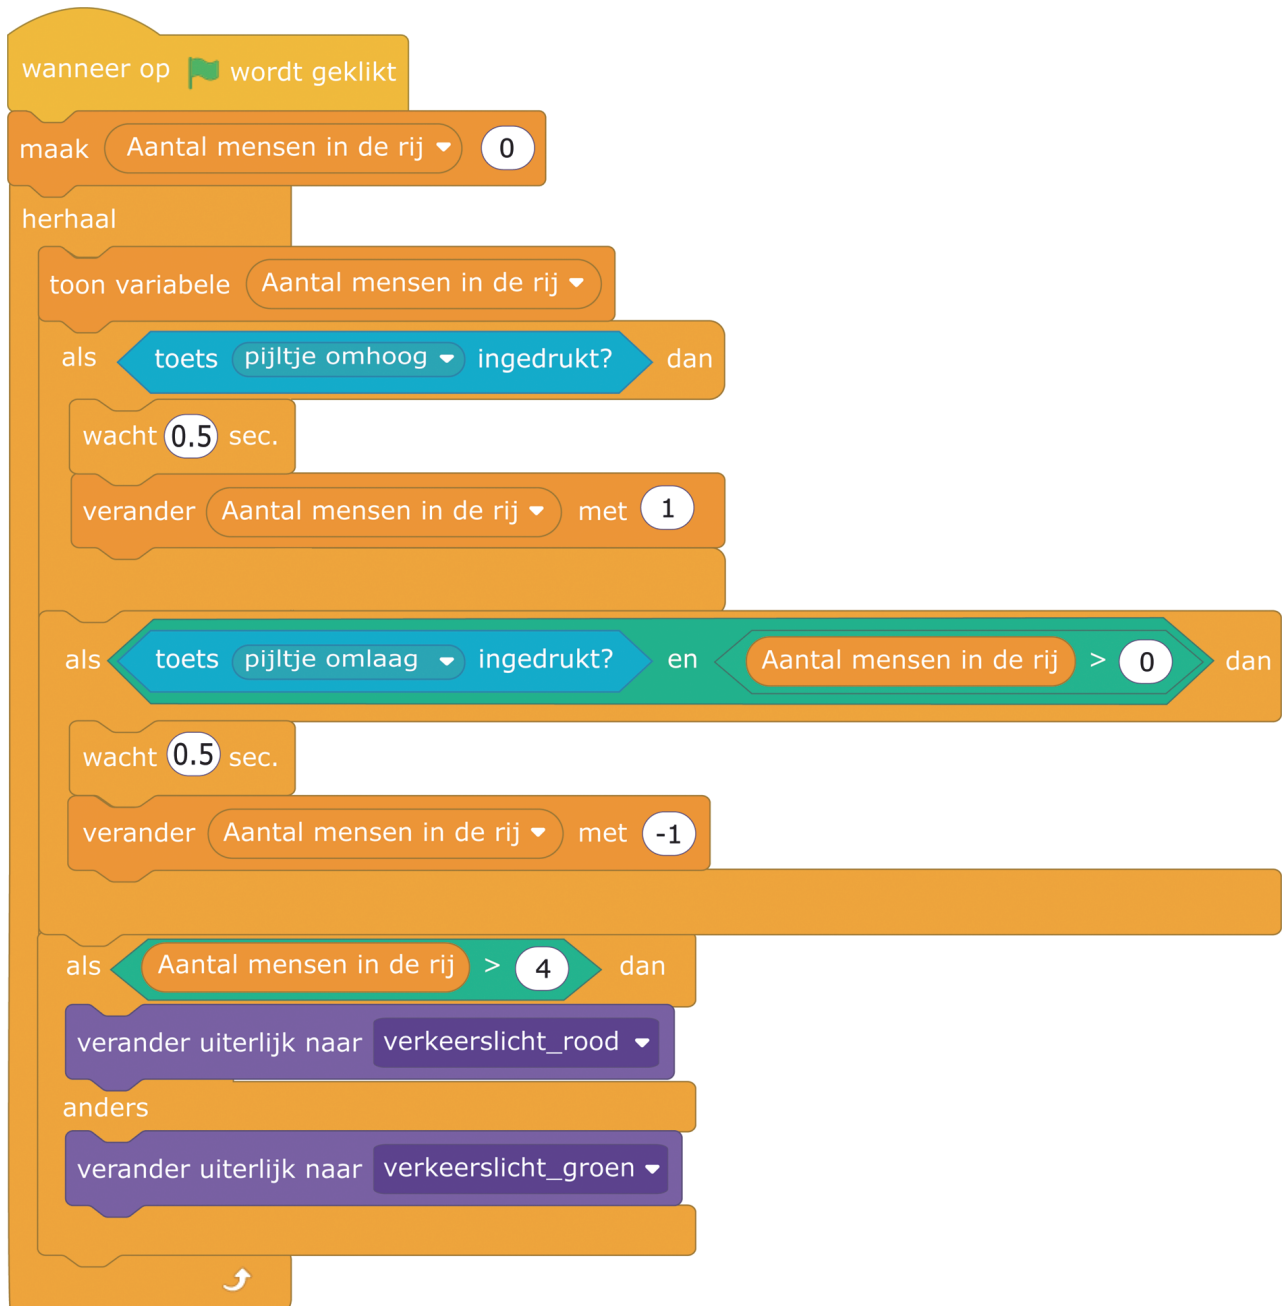 wanneer op wordt geklikt
maak Aantal mensen in de rij 0
herhaal
toon variabele Aantal mensen in de rij
als toets pijltje omhoog ingedrukt? dan
wacht 0.5 sec.
verander Aantal mensen in de rij met 1
als toets pijltje omlaag ingedrukt? en Aantal mensen in de rij > 0 dan
wacht 0.5 sec.
verander Aantal mensen in de rij met -1
als Aantal mensen in de rij > 4 dan
verander uiterlijk naar verkeerslicht_rood
anders
verander uiterlijk naar verkeerslicht_groen